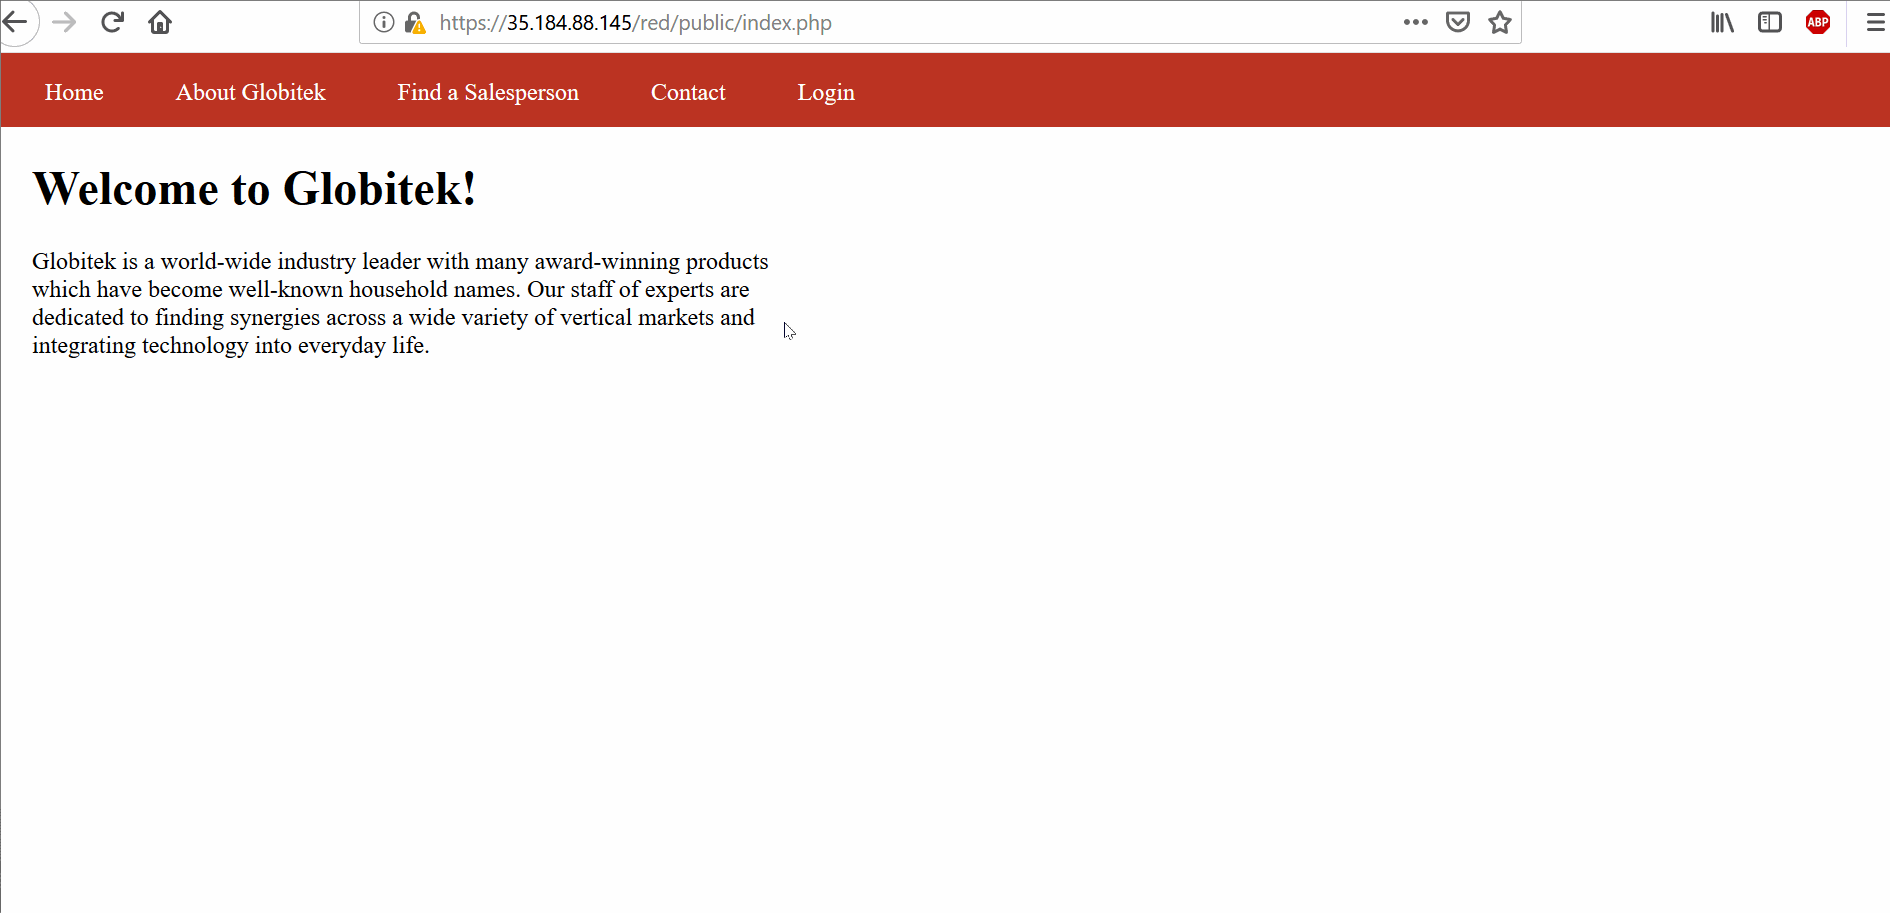 https://35.184.88.145/red/public/index.php
ABP
Home About Globitek Find a Salesperson Contact Login
Welcome to Globitek!
Globitek is a world-wide industry leader with many award-winning products
which have become well-known household names. Our staff of experts are
dedicated to finding synergies across a wide variety of vertical markets and
integrating technology into everyday life.